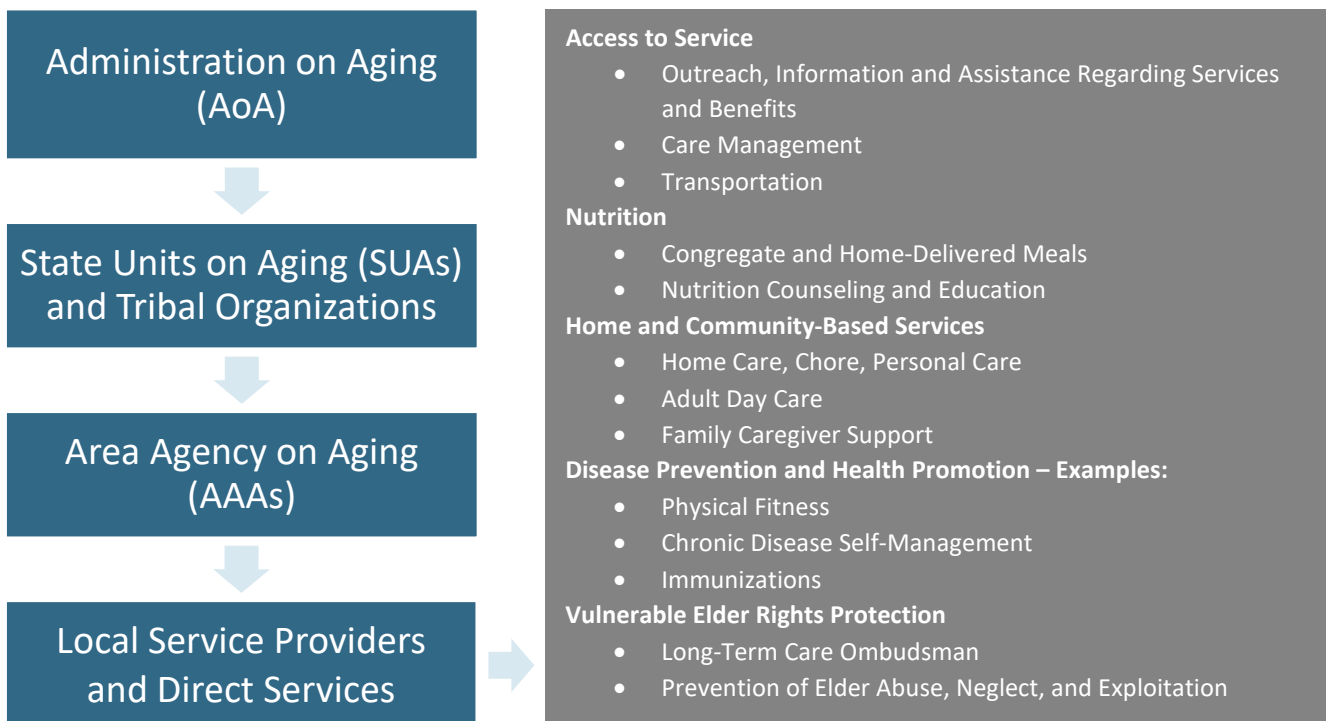 Administration on Aging
(AoA)
State Units on Aging (SUAs)
and Tribal Organizations
Area Agency on Aging
(AAAs)
Local Service Providers
and Direct Services
Access to Service
• Outreach, Information and Assistance Regarding Services
and Benefits
• Care Management
• Transportation
Nutrition
• Congregate and Home-Delivered Meals
• Nutrition Counseling and Education
Home and Community-Based Services
• Home Care, Chore, Personal Care
• Adult Day Care
• Family Caregiver Support
Disease Prevention and Health Promotion – Examples:
• Physical Fitness
• Chronic Disease Self-Management
• Immunizations
Vulnerable Elder Rights Protection
• Long-Term Care Ombudsman
• Prevention of Elder Abuse, Neglect, and Exploitation